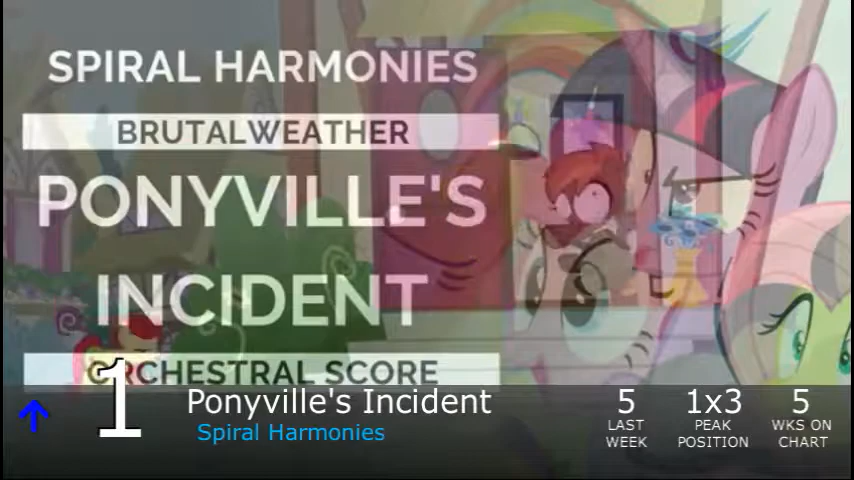 SPIRAL HARMONIES
BRUTALWEATHER
PONYVILLE'S
INCIDENT
ORCHESTRAL SCORE
1
Ponyville's Incident
Spiral Harmonies
5
LAST
WEEK
1x3
PEAK
POSITION
5
WKS ON
CHART